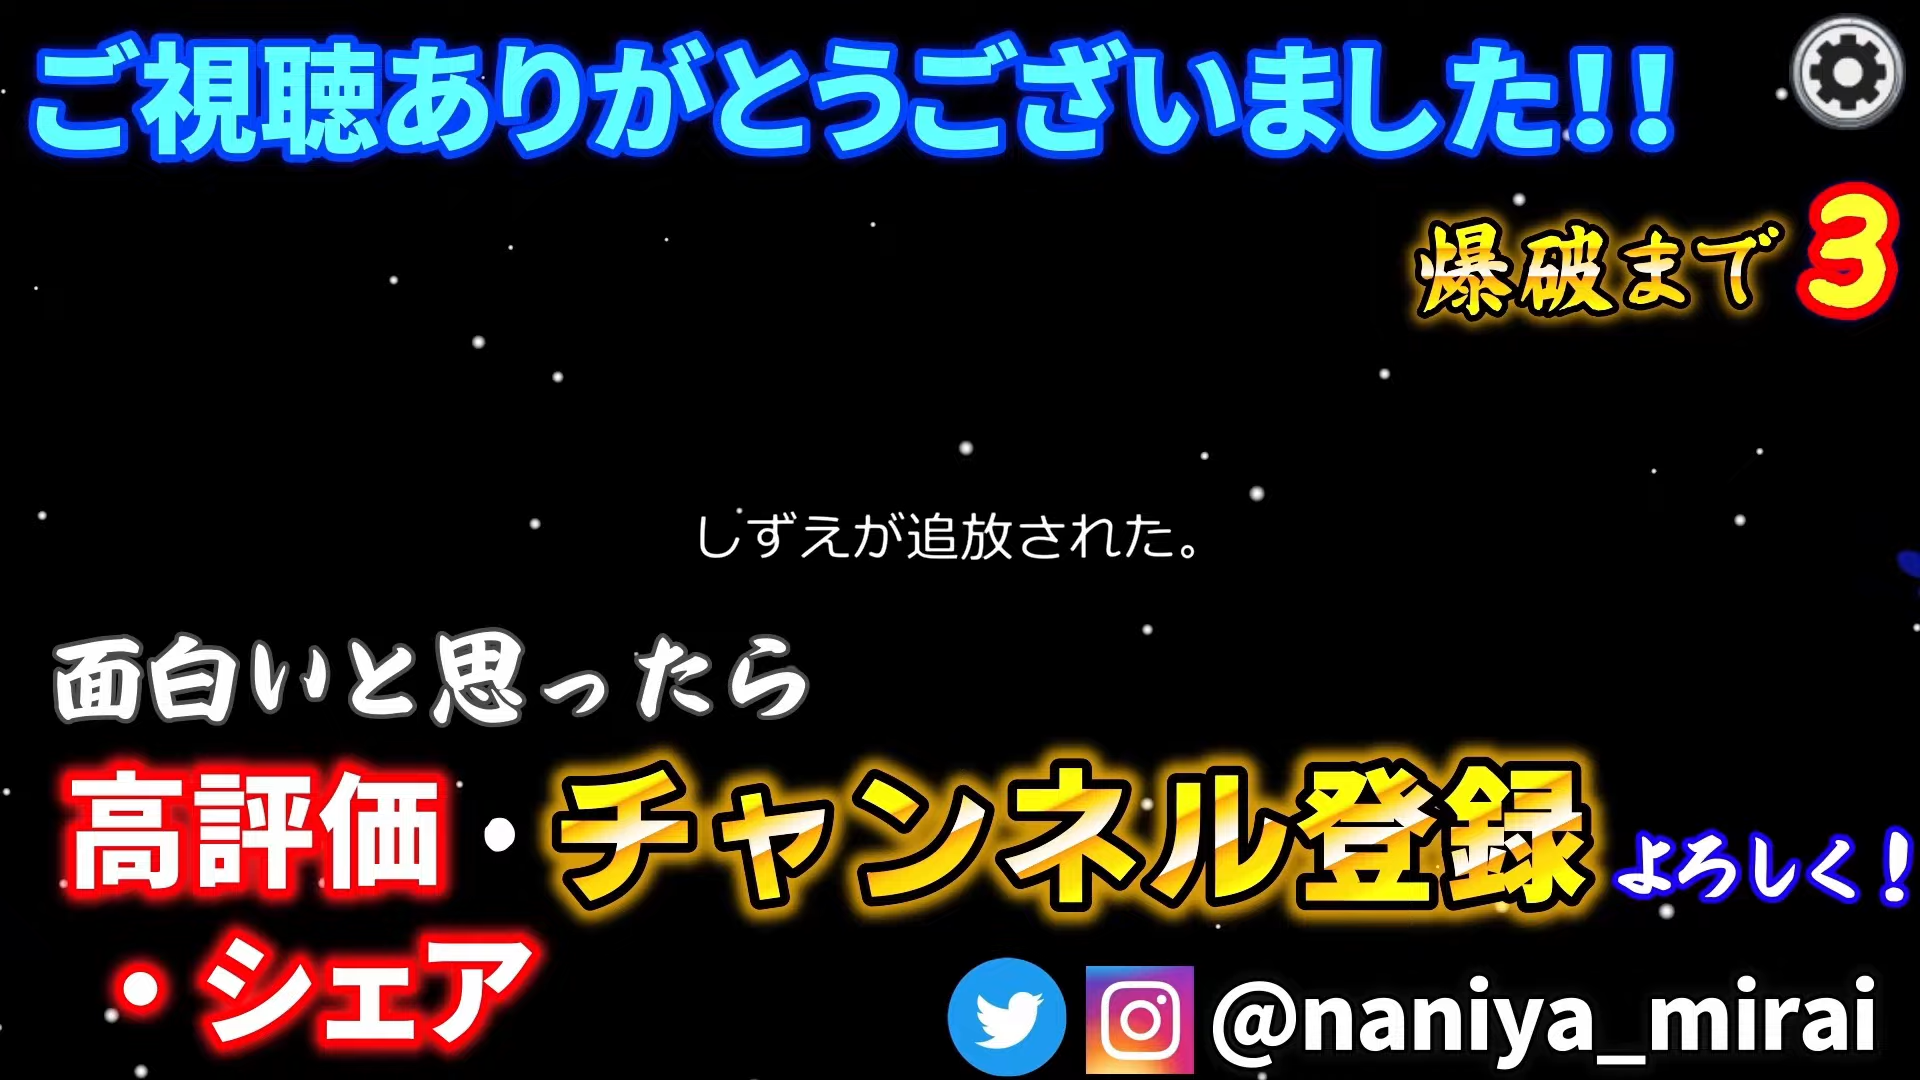 ご視聴ありがとうございました!!
爆破まで3
しずえが追放された。
面白いと思ったら
高評価・チャンネル登録よろしく!
・シェア
@naniya_mirai